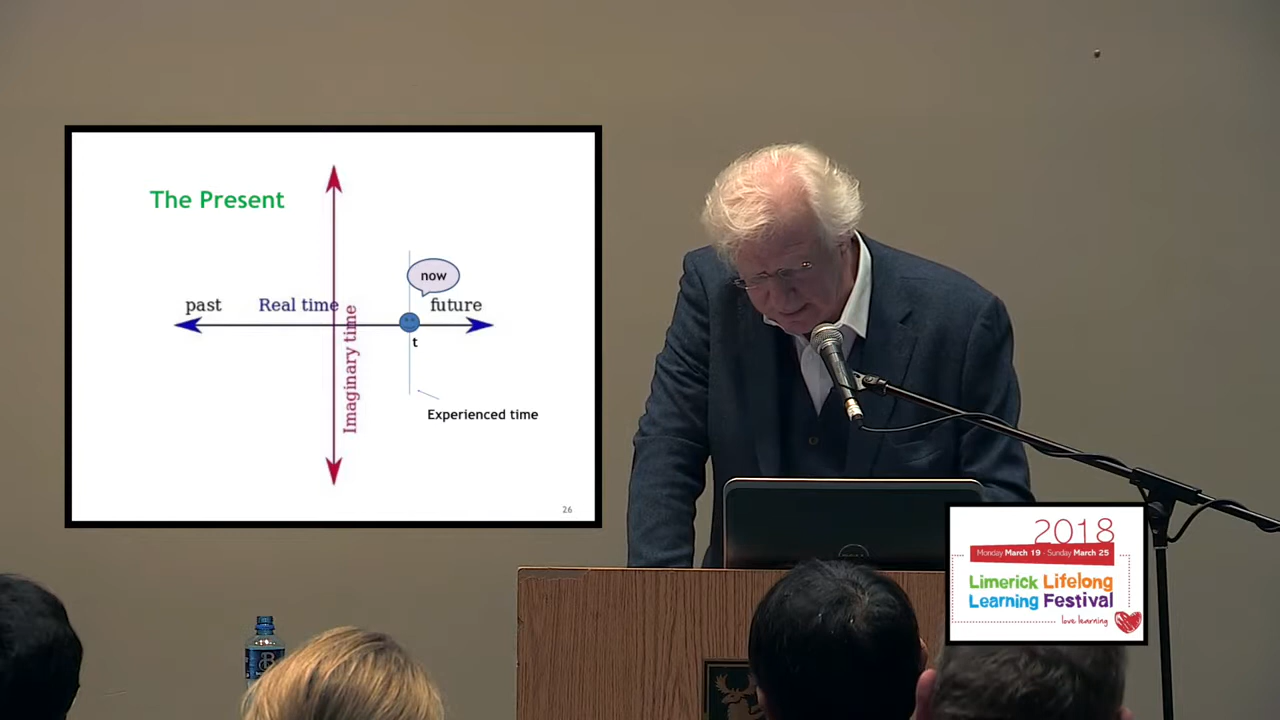 The Present
now
past
Real time
future
t
Imaginary time
Experienced time
26
2018
Monday March 19 - Sunday March 25
Limerick Lifelong
Learning Festival
love learning